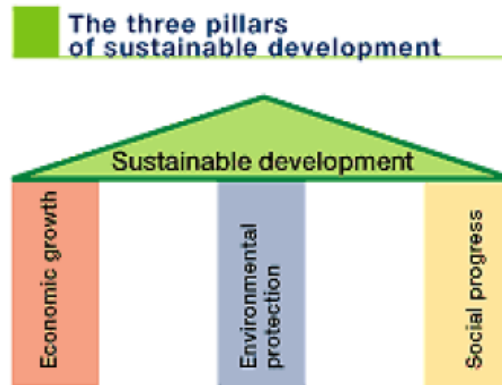 The three pillars
of sustainable development
Sustainable development
Economic growth
Environmental
protection
Social progress